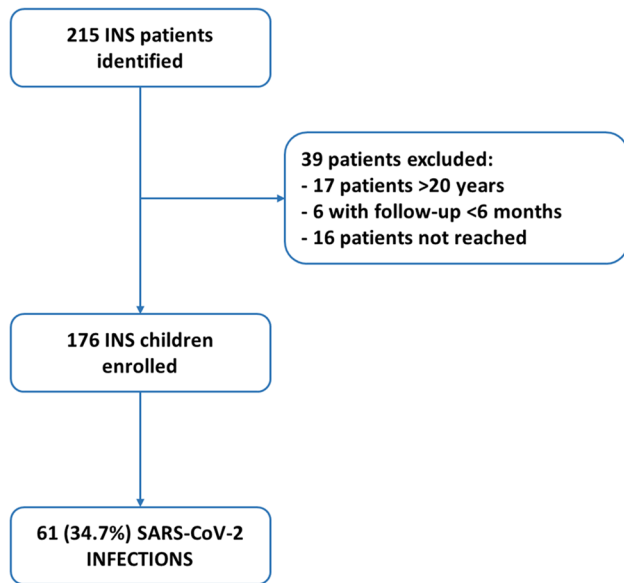 215 INS patients
identified
39 patients excluded:
- 17 patients >20 years
- 6 with follow-up <6 months
- 16 patients not reached
176 INS children
enrolled
61 (34.7%) SARS-CoV-2
INFECTIONS